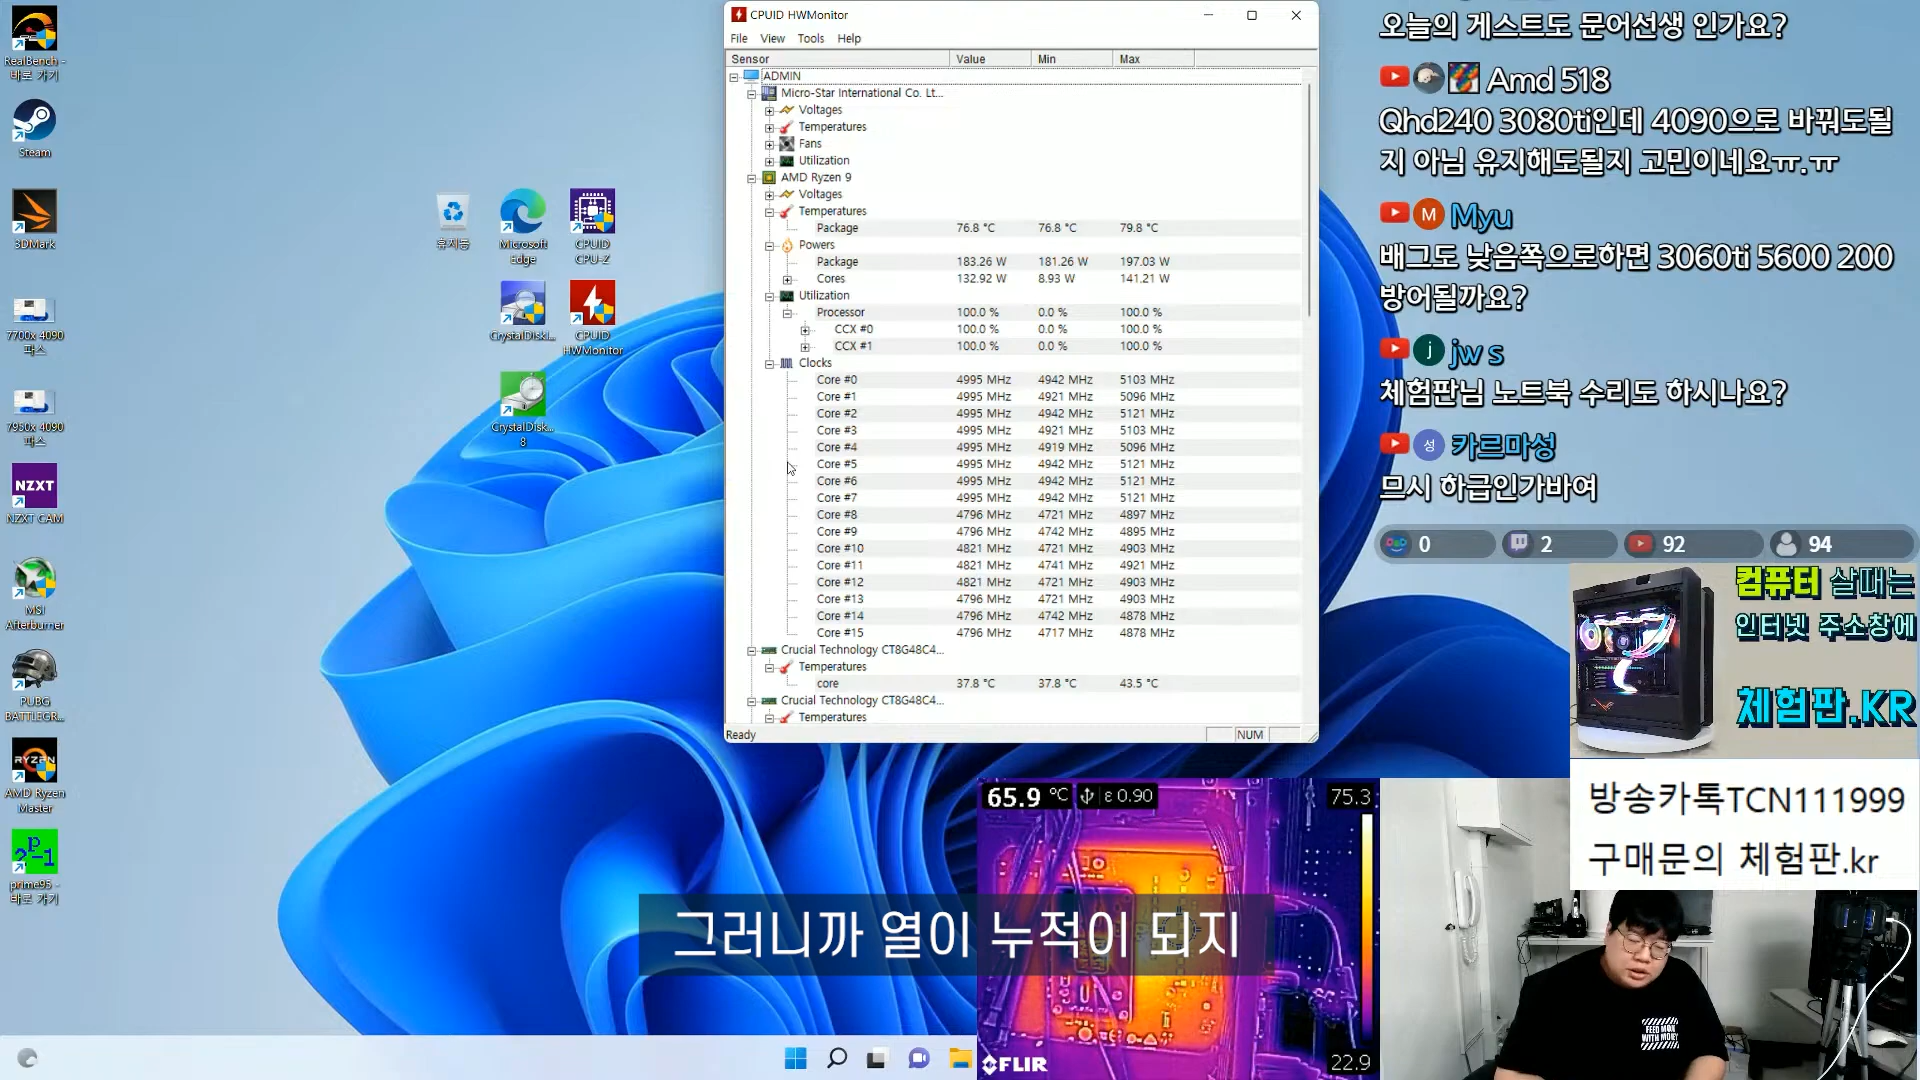 RealBench -
바로 가기
Steam
3DMark
7700x 4090
파스
7950x 4090
파스
NZXT
NZXT CAM
MSI
Afterburner
PUBG
BATTLEGR...
RYZEN
AMD Ryzen
Master
P
2 -1
prime95 -
바로 가기
휴지통
Microsoft
Edge
CPUID
CPU-Z
CrystalDiskI...
CPUID
HWMonitor
CrystalDisk...
8
CPUID HWMonitor
File View Tools Help
Sensor Value Min Max
ADMIN
Micro-Star International Co. Lt...
Voltages
Temperatures
Fans
Utilization
AMD Ryzen 9
Voltages
Temperatures
Package 76.8 °C 76.8 °C 79.8 °C
Powers
Package 183.26 W 181.26 W 197.03 W
Cores 132.92 W 8.93 W 141.21 W
Utilization
Processor 100.0 % 0.0 % 100.0 %
CCX #0 100.0 % 0.0 % 100.0 %
CCX #1 100.0 % 0.0 % 100.0 %
Clocks
Core #0 4995 MHz 4942 MHz 5103 MHz
Core #1 4995 MHz 4921 MHz 5096 MHz
Core #2 4995 MHz 4942 MHz 5121 MHz
Core #3 4995 MHz 4921 MHz 5103 MHz
Core #4 4995 MHz 4919 MHz 5096 MHz
Core #5 4995 MHz 4942 MHz 5121 MHz
Core #6 4995 MHz 4942 MHz 5121 MHz
Core #7 4995 MHz 4942 MHz 5121 MHz
Core #8 4796 MHz 4721 MHz 4897 MHz
Core #9 4796 MHz 4742 MHz 4895 MHz
Core #10 4821 MHz 4721 MHz 4903 MHz
Core #11 4821 MHz 4741 MHz 4921 MHz
Core #12 4821 MHz 4721 MHz 4903 MHz
Core #13 4796 MHz 4721 MHz 4903 MHz
Core #14 4796 MHz 4742 MHz 4878 MHz
Core #15 4796 MHz 4717 MHz 4878 MHz
Crucial Technology CT8G48C4...
Temperatures
core 37.8 °C 37.8 °C 43.5 °C
Crucial Technology CT8G48C4...
Temperatures
Ready NUM
오늘의 게스트도 문어선생 인가요?
Amd 518
Qhd240 3080ti인데 4090으로 바꿔도될
지 아님 유지해도될지 고민이네요ㅠ.ㅠ
M Myu
배그도 낮음쪽으로하면 3060ti 5600 200
방어될까요?
j jw s
체험판님 노트북 수리도 하시나요?
성 카르마성
므시 하급인가바여
0 2 92 94
컴퓨터 살때는
인터넷 주소창에
체험판.KR
방송카톡TCN111999
구매문의 체험판.kr
65.9 °C ε 0.90 75.3
22.9
FLIR
그러니까 열이 누적이 되지
FEED MOX
WITH MOBY